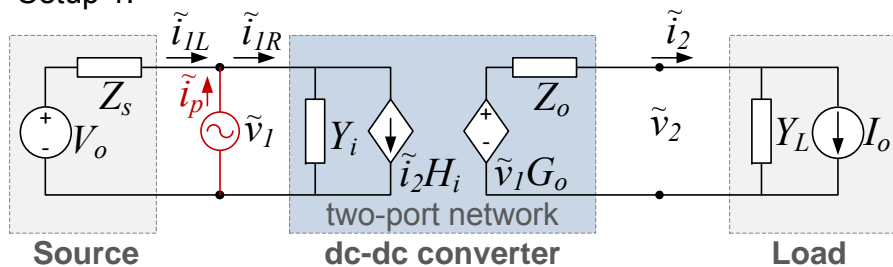 Setup 1:
ĩ1L ĩ1R ĩ2
Zs Zo
ĩp
+ - Vo ṽ1 Yi + - ṽ2 YL Io
ĩ2Hi ṽ1Go
two-port network
Source dc-dc converter Load